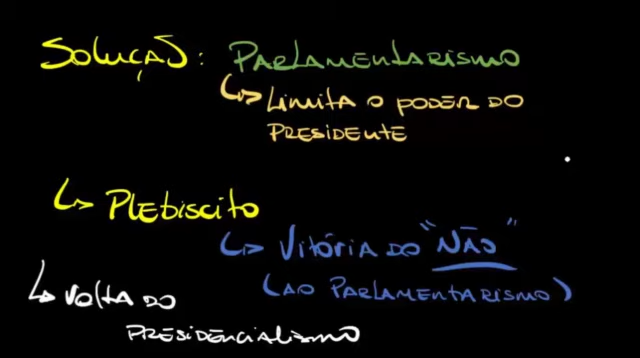 SOLUÇÃO: PARLAMENTARISMO
↳ LIMITA O PODER DO
PRESIDENTE
↳ PLEBISCITO
↳ VITÓRIA DO "NÃO"
(AO PARLAMENTARISMO)
↳ VOLTA DO
PRESIDENCIALISMO